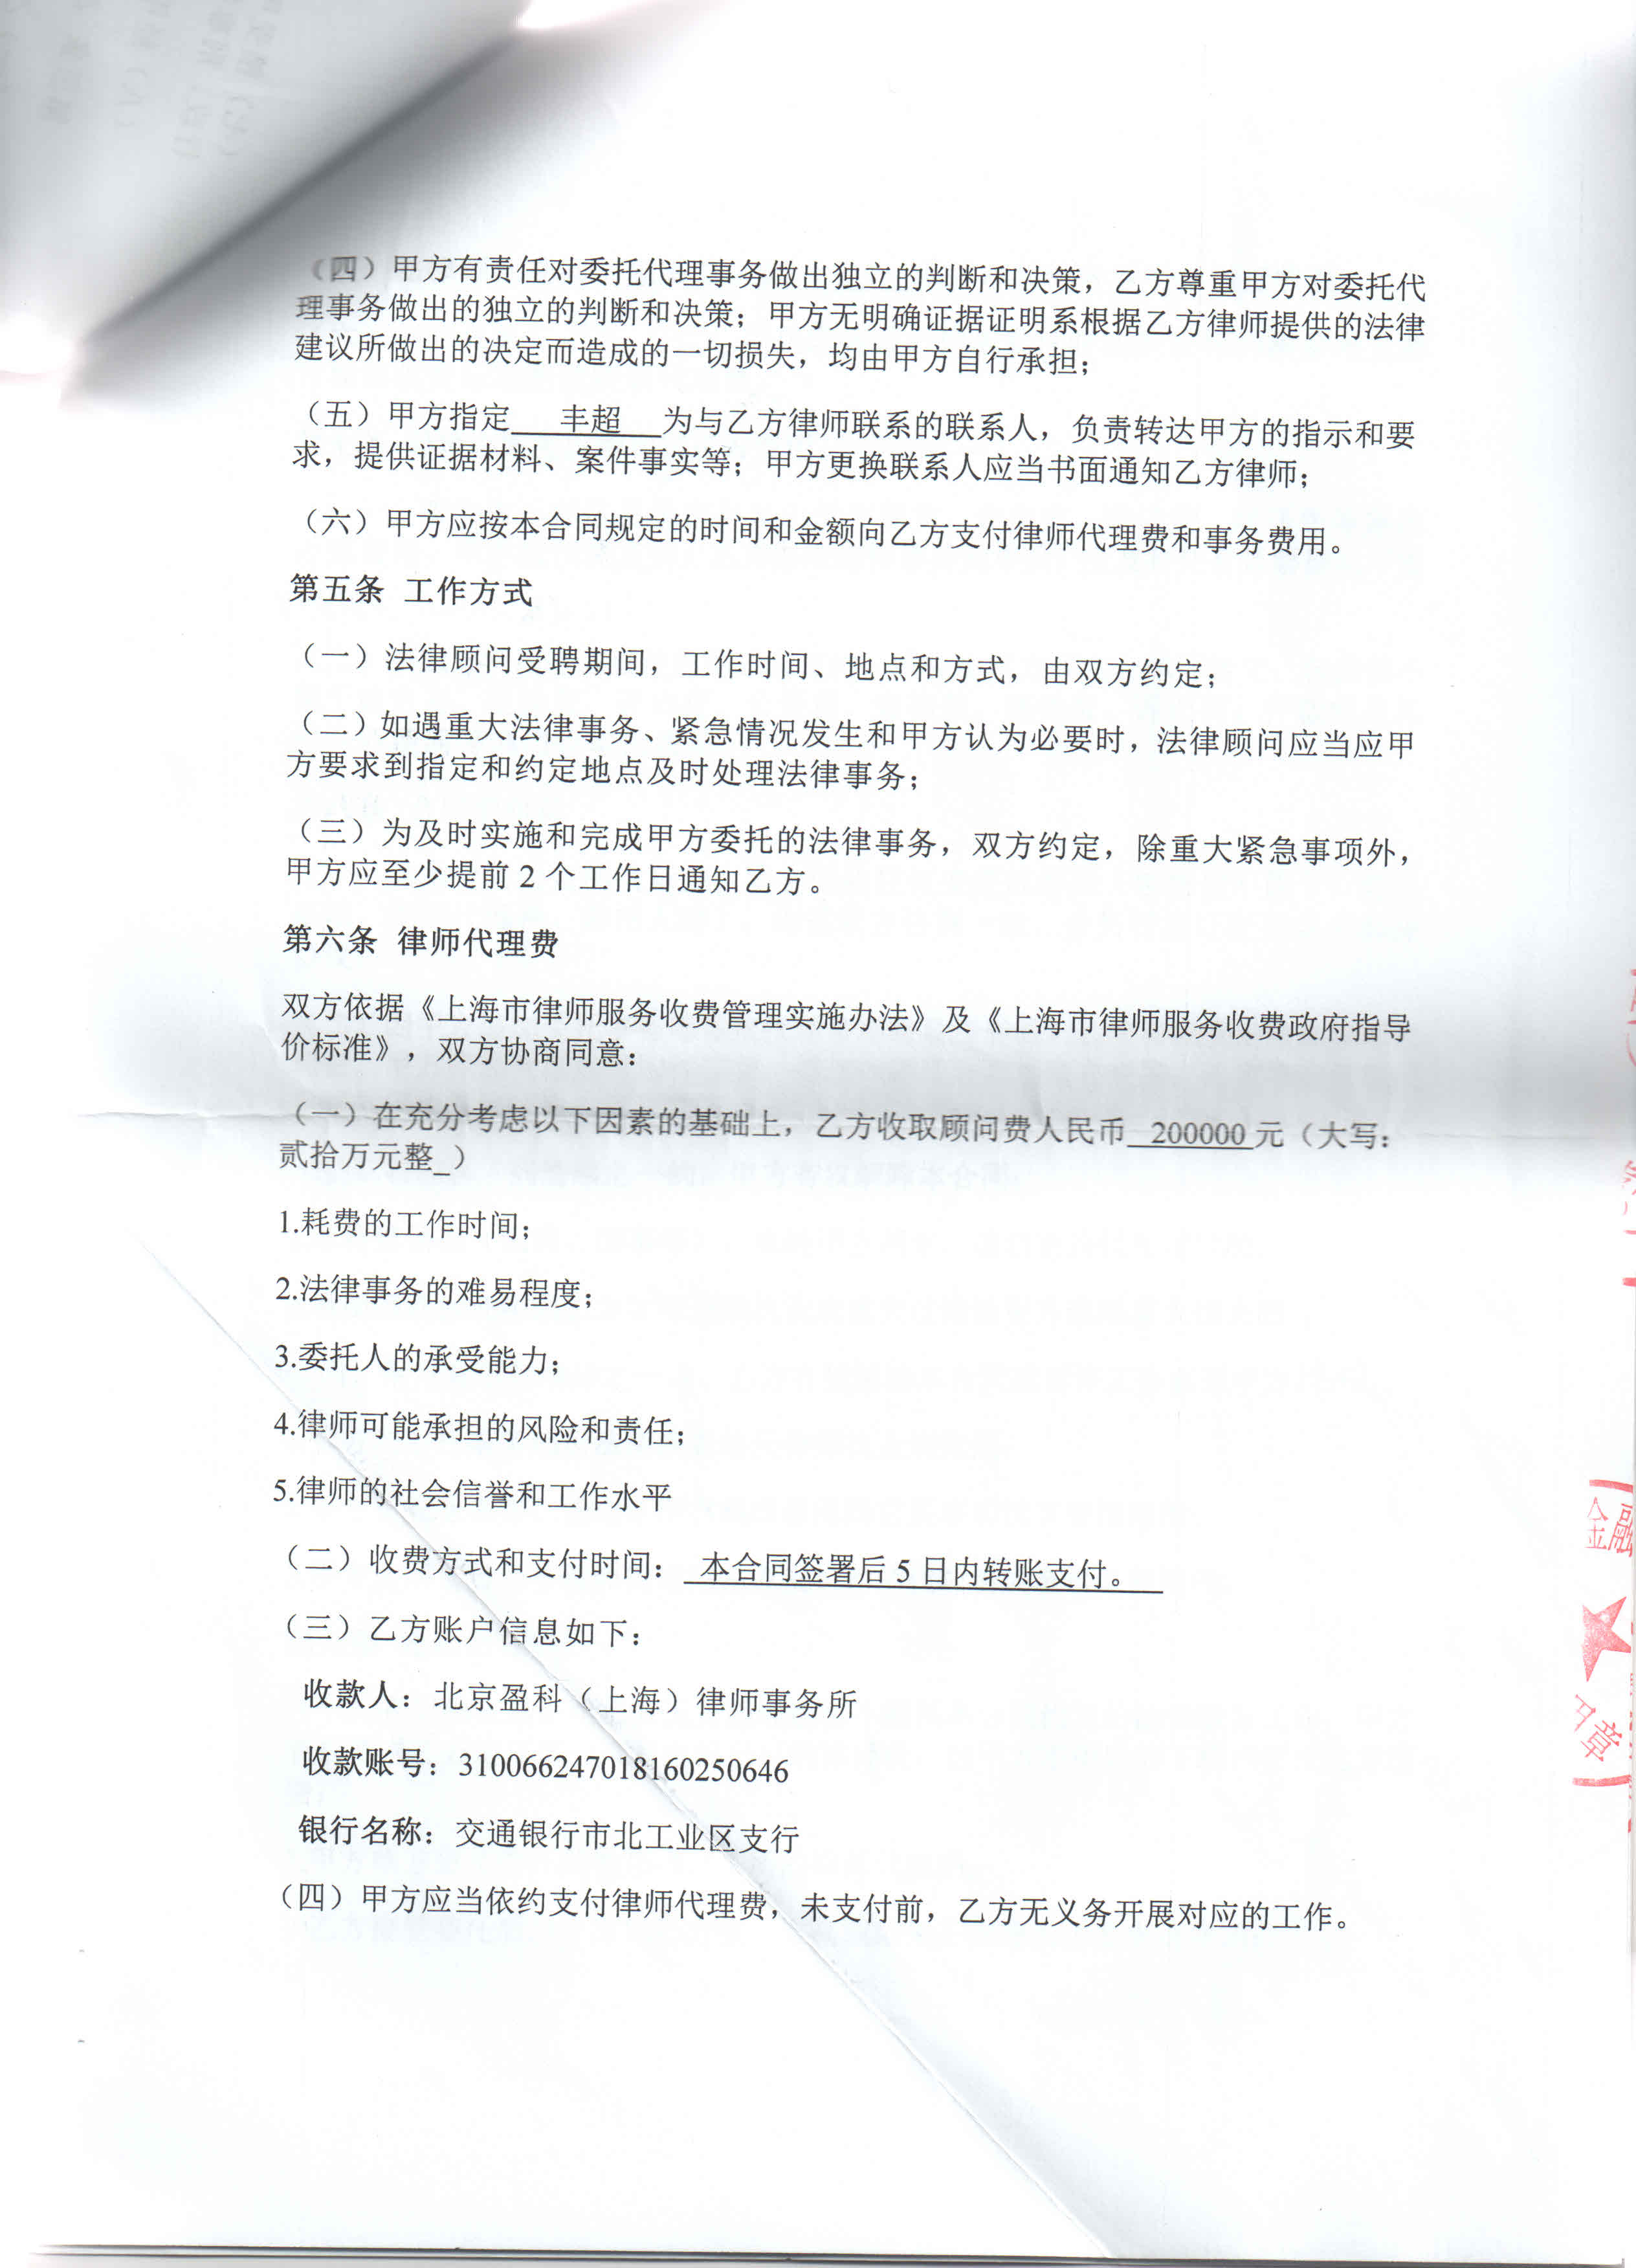 （四）甲方有责任对委托代理事务做出独立的判断和决策，乙方尊重甲方对委托代
理事务做出的独立的判断和决策；甲方无明确证据证明系根据乙方律师提供的法律
建议所做出的决定而造成的一切损失，均由甲方自行承担；
（五）甲方指定 丰超 为与乙方律师联系的联系人，负责转达甲方的指示和要
求，提供证据材料、案件事实等；甲方更换联系人应当书面通知乙方律师；
（六）甲方应按本合同规定的时间和金额向乙方支付律师代理费和事务费用。
第五条 工作方式
（一）法律顾问受聘期间，工作时间、地点和方式，由双方约定；
（二）如遇重大法律事务、紧急情况发生和甲方认为必要时，法律顾问应当应甲
方要求到指定和约定地点及时处理法律事务；
（三）为及时实施和完成甲方委托的法律事务，双方约定，除重大紧急事项外，
甲方应至少提前 2 个工作日通知乙方。
第六条 律师代理费
双方依据《上海市律师服务收费管理实施办法》及《上海市律师服务收费政府指导
价标准》，双方协商同意：
（一）在充分考虑以下因素的基础上，乙方收取顾问费人民币 200000 元（大写：
贰拾万元整_）
1.耗费的工作时间；
2.法律事务的难易程度；
3.委托人的承受能力；
4.律师可能承担的风险和责任；
5.律师的社会信誉和工作水平
（二）收费方式和支付时间： 本合同签署后 5 日内转账支付。
（三）乙方账户信息如下：
收款人：北京盈科（上海）律师事务所
收款账号：310066247018160250646
银行名称：交通银行市北工业区支行
（四）甲方应当依约支付律师代理费，未支付前，乙方无义务开展对应的工作。
金融
章